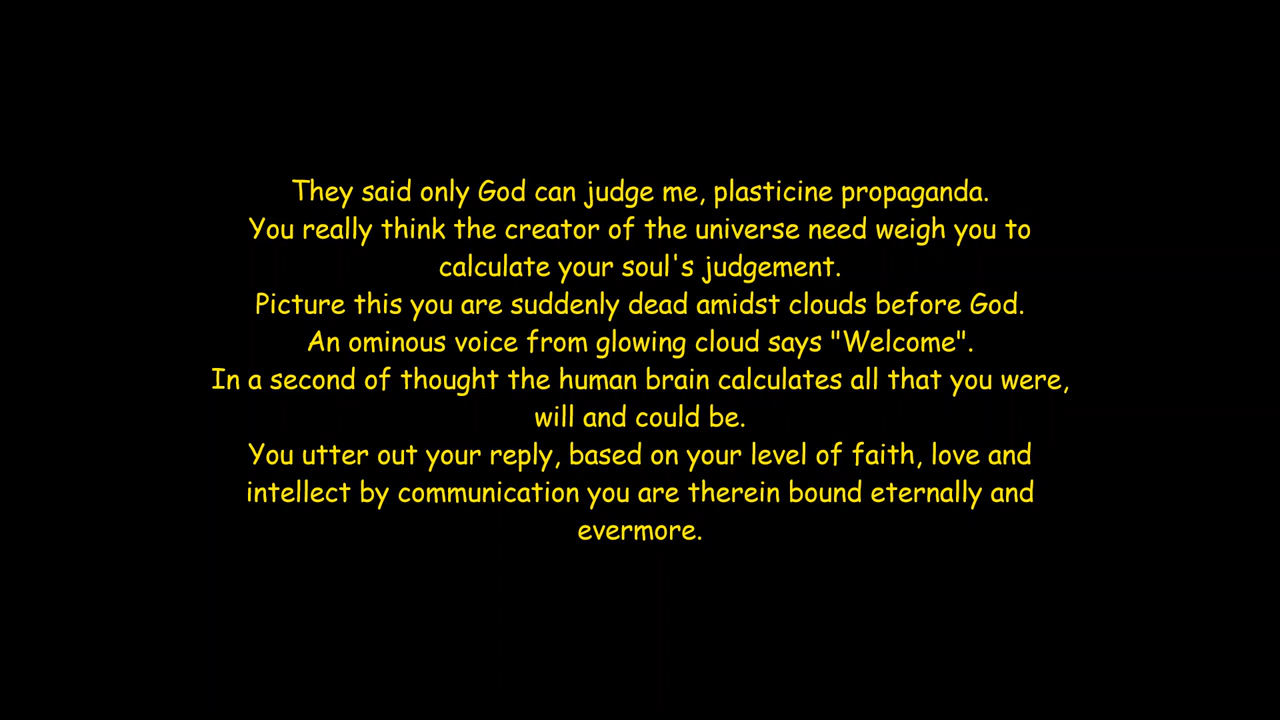 They said only God can judge me, plasticine propaganda.
You really think the creator of the universe need weigh you to
calculate your soul's judgement.
Picture this you are suddenly dead amidst clouds before God.
An ominous voice from glowing cloud says "Welcome".
In a second of thought the human brain calculates all that you were,
will and could be.
You utter out your reply, based on your level of faith, love and
intellect by communication you are therein bound eternally and
evermore.